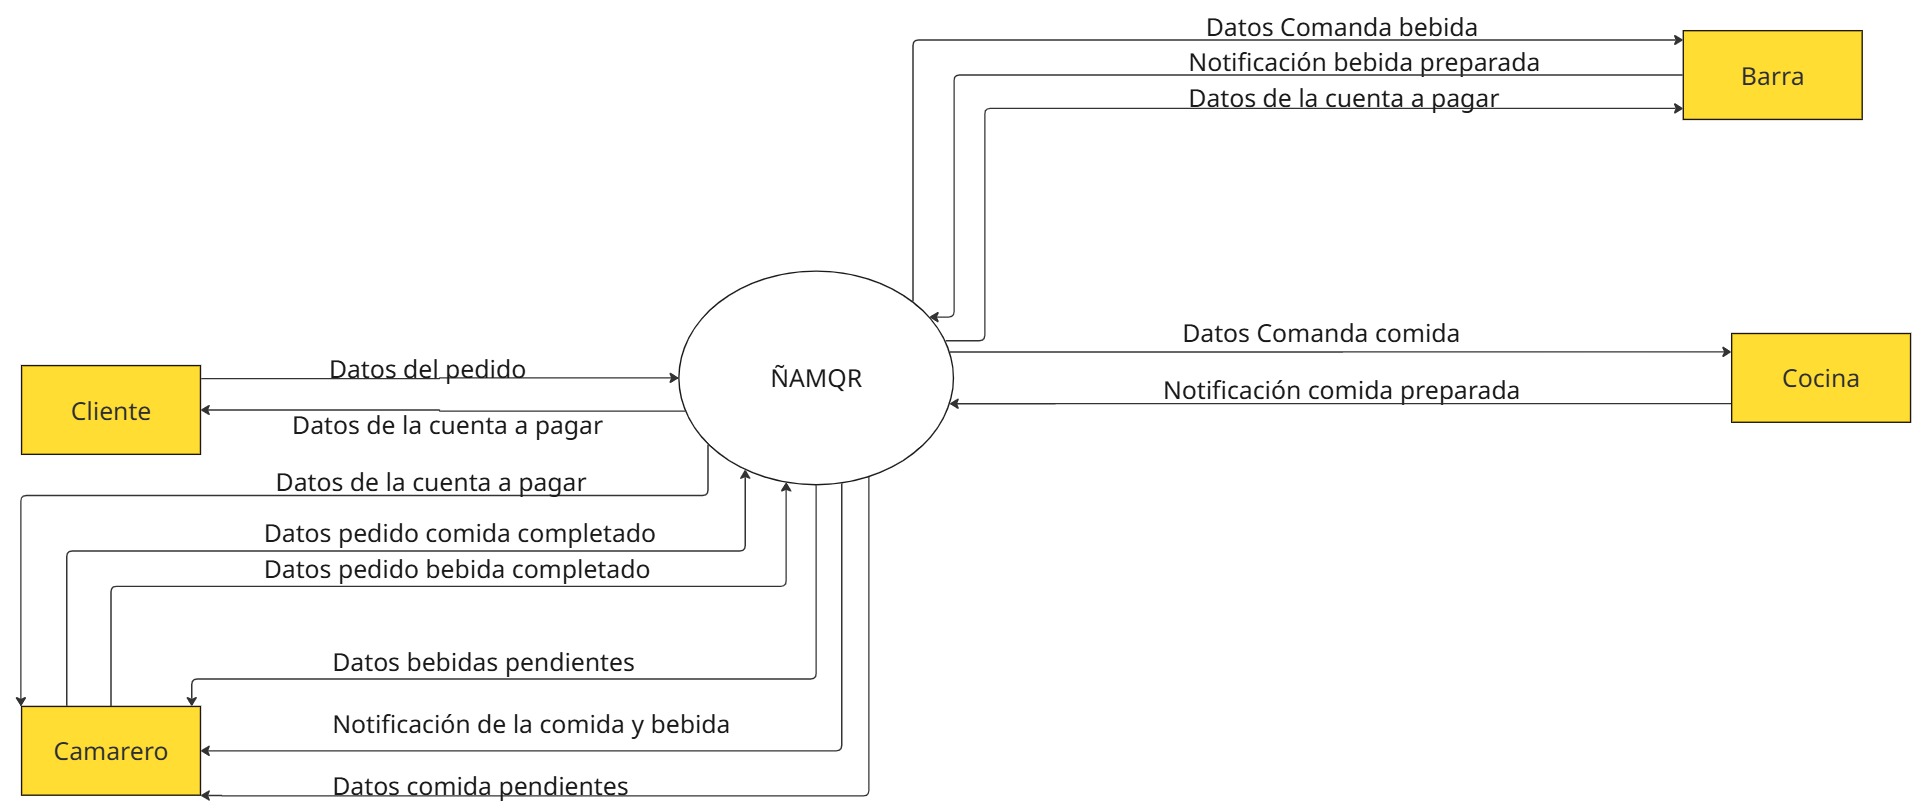 Datos Comanda bebida
Notificación bebida preparada
Barra
Datos de la cuenta a pagar
Datos Comanda comida
Datos del pedido
ÑAMQR
Cocina
Notificación comida preparada
Cliente
Datos de la cuenta a pagar
Datos de la cuenta a pagar
Datos pedido comida completado
Datos pedido bebida completado
Datos bebidas pendientes
Notificación de la comida y bebida
Camarero
Datos comida pendientes